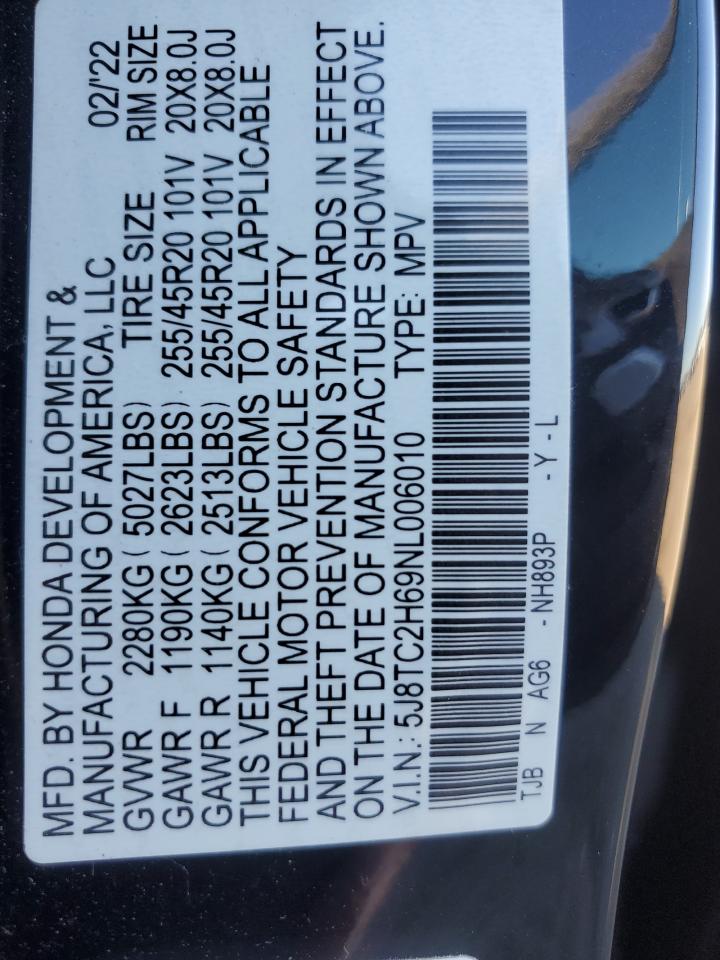 MFD. BY HONDA DEVELOPMENT & 02/'22
MANUFACTURING OF AMERICA, LLC
GVWR 2280KG ( 5027LBS) TIRE SIZE RIM SIZE
GAWR F 1190KG ( 2623LBS) 255/45R20 101V 20X8.0J
GAWR R 1140KG ( 2513LBS) 255/45R20 101V 20X8.0J
THIS VEHICLE CONFORMS TO ALL APPLICABLE
FEDERAL MOTOR VEHICLE SAFETY
AND THEFT PREVENTION STANDARDS IN EFFECT
ON THE DATE OF MANUFACTURE SHOWN ABOVE.
V.I.N.: 5J8TC2H69NL006010 TYPE: MPV
TJB N AG6 -NH893P - Y - L